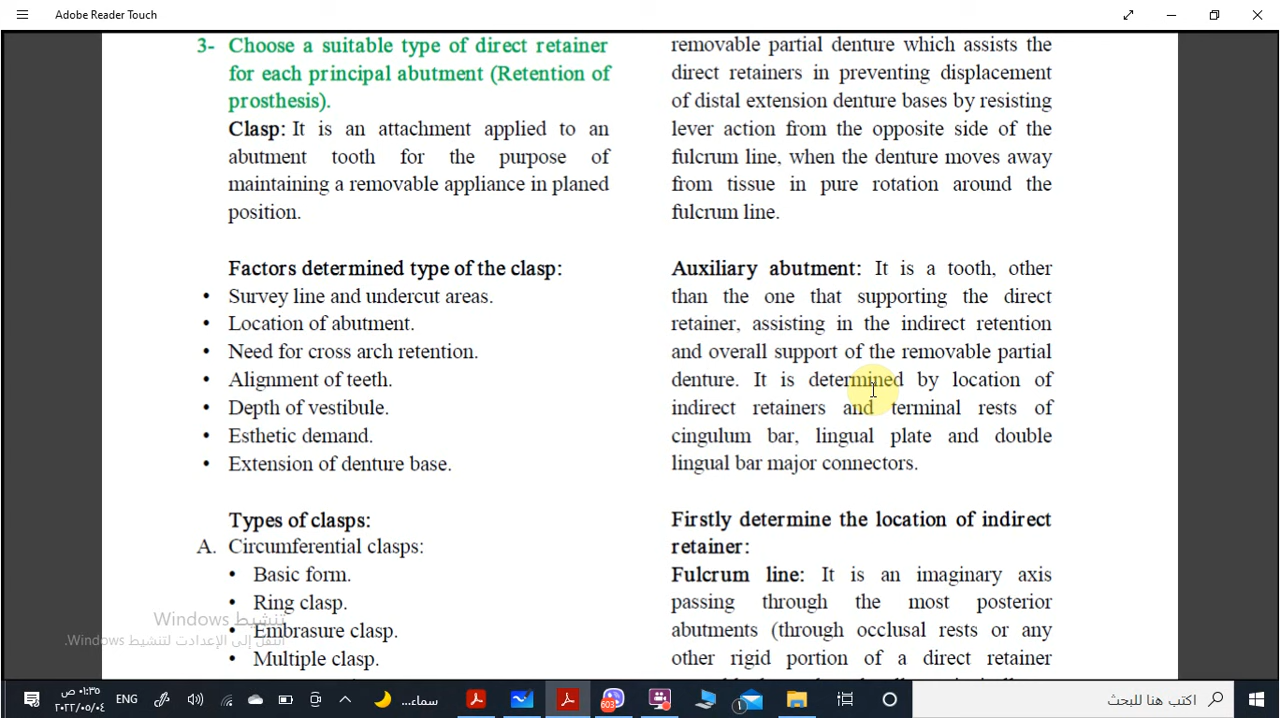 Adobe Reader Touch
3- Choose a suitable type of direct retainer
for each principal abutment (Retention of
prosthesis).
Clasp: It is an attachment applied to an
abutment tooth for the purpose of
maintaining a removable appliance in planed
position.
Factors determined type of the clasp:
• Survey line and undercut areas.
• Location of abutment.
• Need for cross arch retention.
• Alignment of teeth.
• Depth of vestibule.
• Esthetic demand.
• Extension of denture base.
Types of clasps:
A. Circumferential clasps:
• Basic form.
• Ring clasp.
• Embrasure clasp.
• Multiple clasp.
removable partial denture which assists the
direct retainers in preventing displacement
of distal extension denture bases by resisting
lever action from the opposite side of the
fulcrum line, when the denture moves away
from tissue in pure rotation around the
fulcrum line.
Auxiliary abutment: It is a tooth, other
than the one that supporting the direct
retainer, assisting in the indirect retention
and overall support of the removable partial
denture. It is determined by location of
indirect retainers and terminal rests of
cingulum bar, lingual plate and double
lingual bar major connectors.
Firstly determine the location of indirect
retainer:
Fulcrum line: It is an imaginary axis
passing through the most posterior
abutments (through occlusal rests or any
other rigid portion of a direct retainer
تنشيط Windows
انتقل إلى الإعدادات لتنشيط Windows.
٠١:٣٥ ص
٢٠٢٢/٠٥/٠٤
ENG
سماء...
603
1
اكتب هنا للبحث